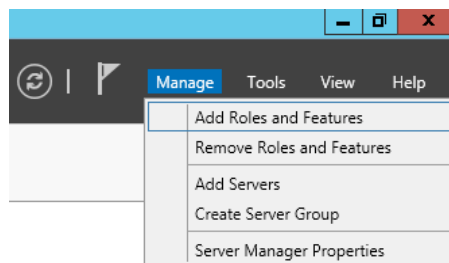 Manage Tools View Help
Add Roles and Features
Remove Roles and Features
Add Servers
Create Server Group
Server Manager Properties